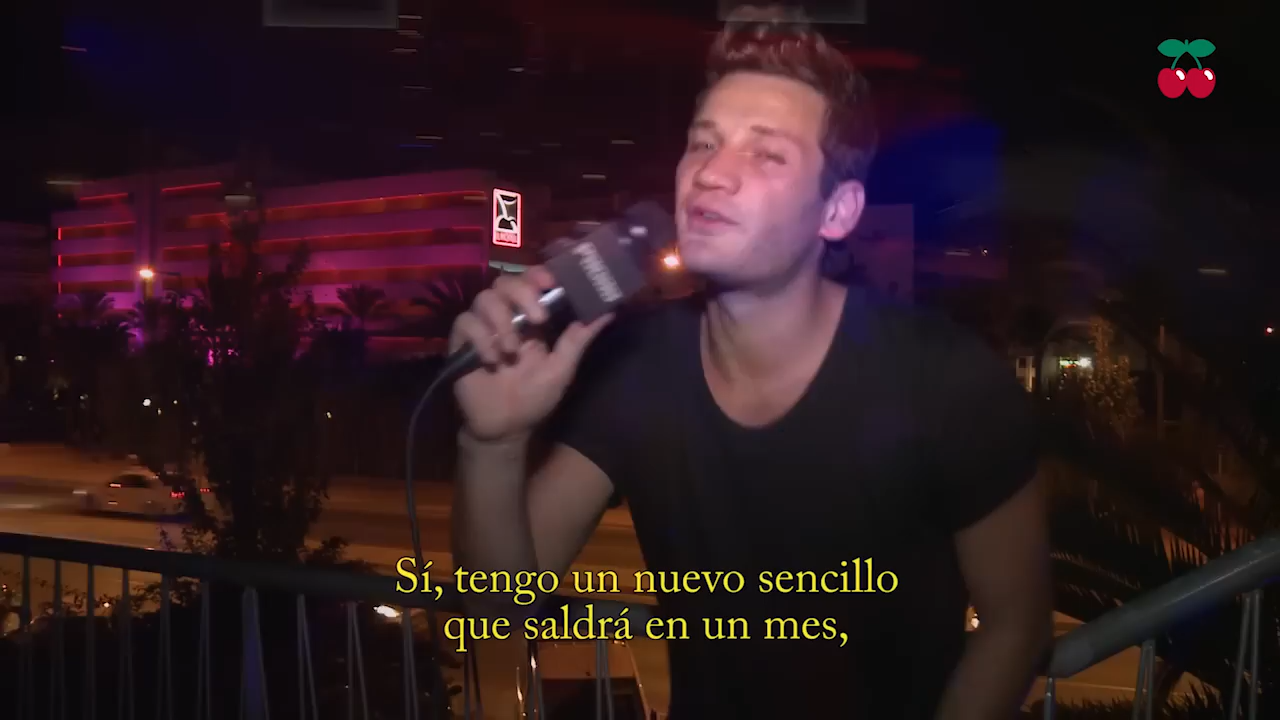 Sí, tengo un nuevo sencillo
que saldrá en un mes,